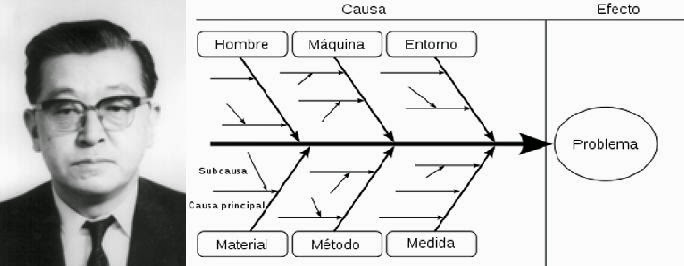 Causa
Efecto
Hombre
Máquina
Entorno
Subcausa
Problema
Causa principal
Material
Método
Medida